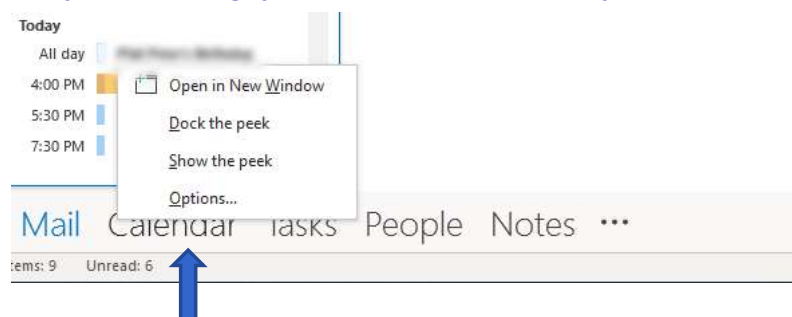 Today
All day
4:00 PM
Open in New Window
5:30 PM
Dock the peek
7:30 PM
Show the peek
Options...
Mail Calendar Tasks People Notes ...
ems: 9 Unread: 6